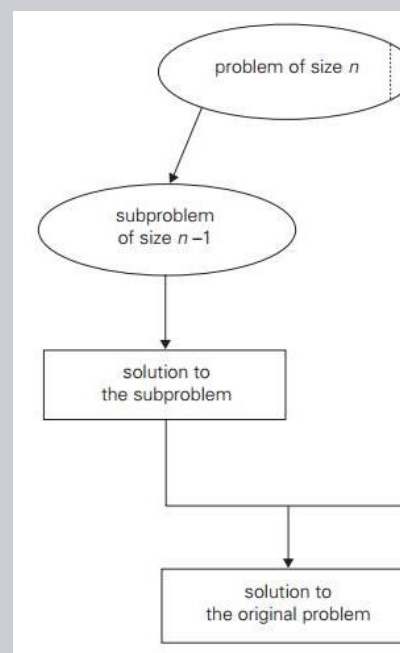 problem of size n
subproblem
of size n –1
solution to
the subproblem
solution to
the original problem